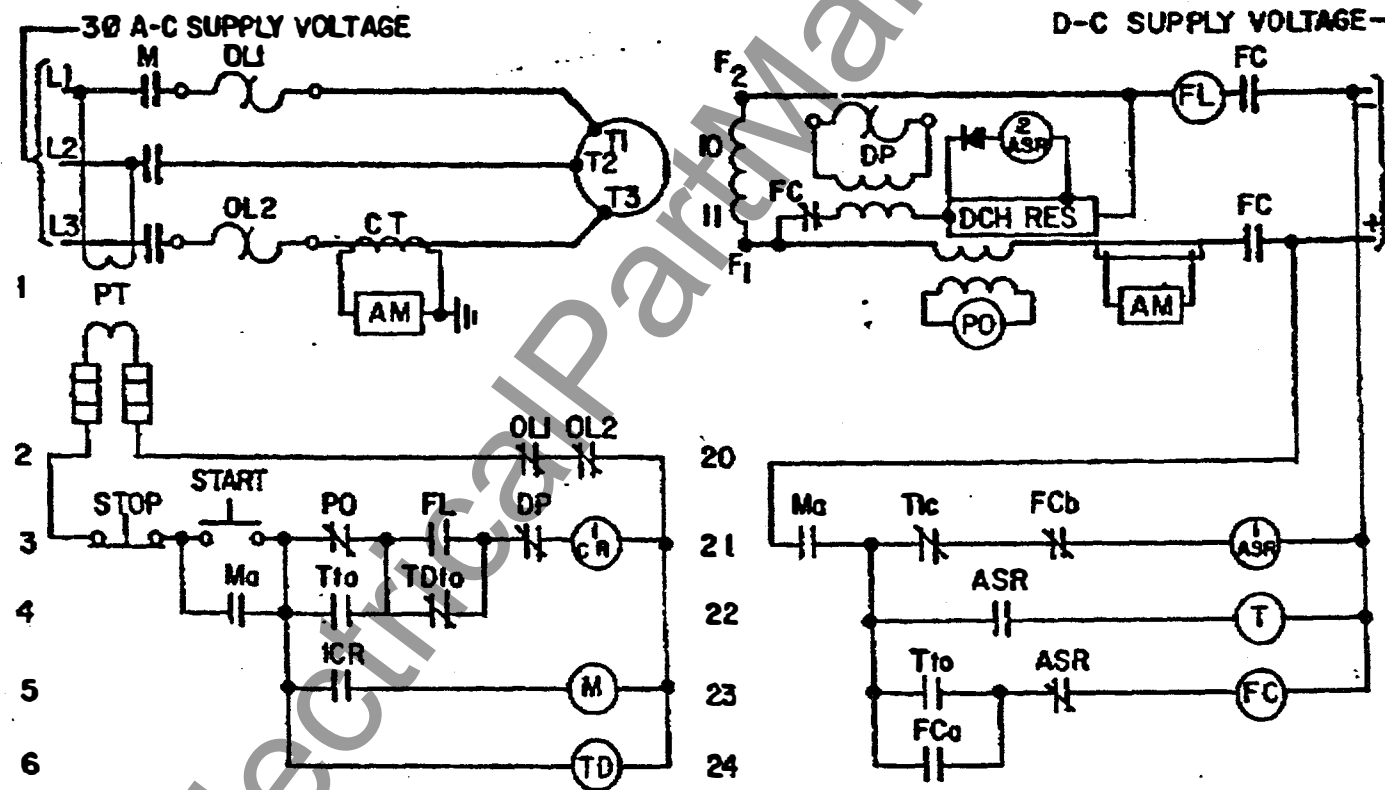 3Ø A-C SUPPLY VOLTAGE
D-C SUPPLY VOLTAGE-
M OL1
F2
FC
L1
FL
L2
T1
T2
T3
10
DP
2 ASR
OL2
L3
CT
FC
11
DCH RES
FC
+
F1
1
PT
AM
PO
AM
OL1 OL2
2
20
START
STOP
PO
FL
DP
Ma
T1c
FCb
3
1 CR
21
1 ASR
Ma
Tto
TDto
ASR
4
22
T
1CR
Tto
ASR
5
M
23
FC
FCa
6
TD
24
lectricalPartMa